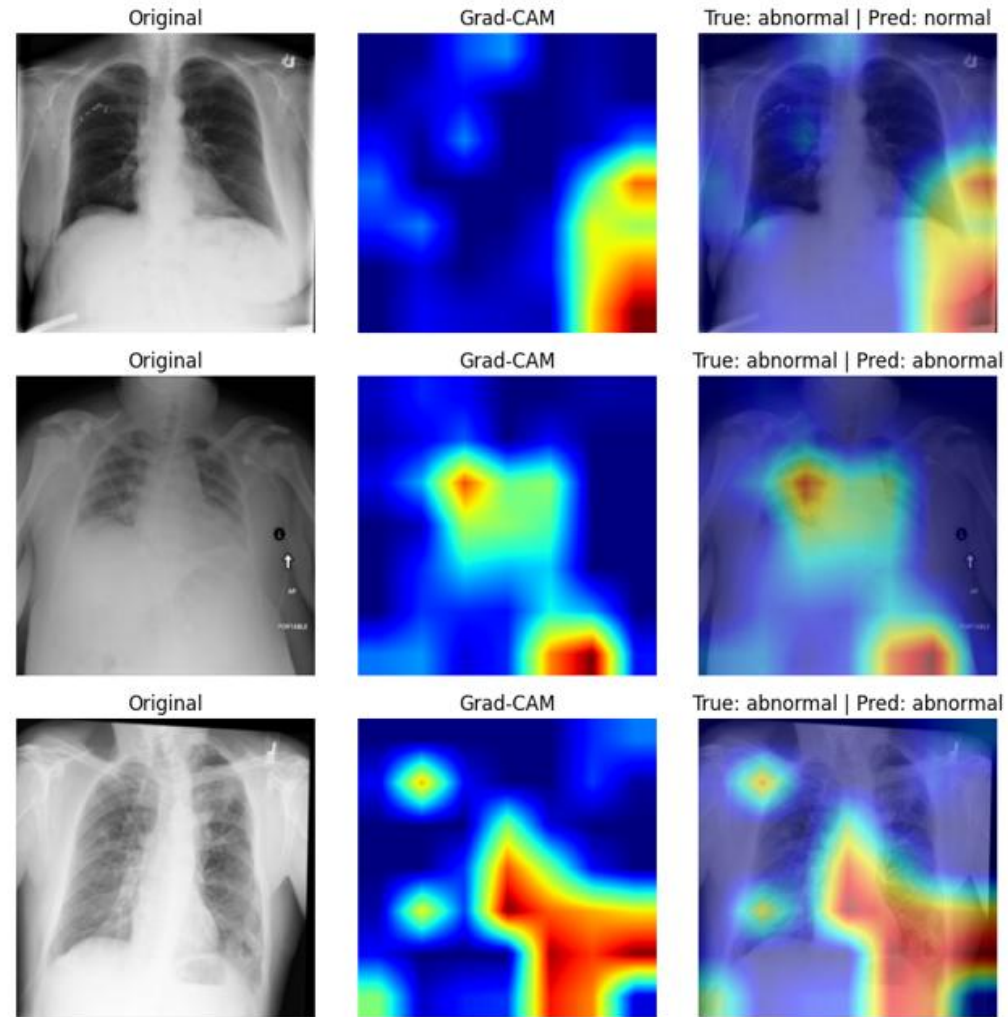 Original Grad-CAM True: abnormal | Pred: normal
Original Grad-CAM True: abnormal | Pred: abnormal
AP
PORTABLE
Original Grad-CAM True: abnormal | Pred: abnormal